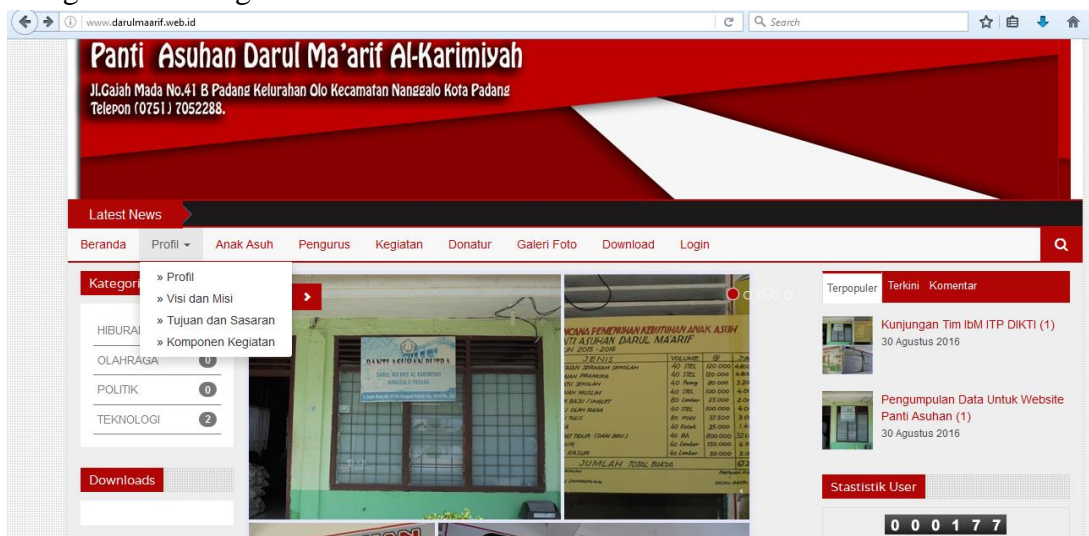 www.darulmaarif.web.id
Search
Panti Asuhan Darul Ma'arif Al-Karimiyah
Jl.Gajah Mada No.41 B Padang Kelurahan Olo Kecamatan Nanggalo Kota Padang
Telepon (0751) 7052288.
Latest News
Beranda Profil Anak Asuh Pengurus Kegiatan Donatur Galeri Foto Download Login
Kategori
» Profil
» Visi dan Misi
» Tujuan dan Sasaran
» Komponen Kegiatan
HIBURA
OLAHRAGA 0
POLITIK 0
TEKNOLOGI 2
Downloads
PANTI ASUHAN PUTRA
DARUL MA'ARIF AL KARIMIYAH
NANGGALO PADANG
RENCANA PEMENUHAN KEBUTUHAN ANAK ASUH
PANTI ASUHAN DARUL MA'ARIF
2015 - 2016
JENIS VOLUME
JUMLAH TOTAL BIAYA
Terpopuler Terkini Komentar
Kunjungan Tim IbM ITP DIKTI (1)
30 Agustus 2016
Pengumpulan Data Untuk Website
Panti Asuhan (1)
30 Agustus 2016
Stastistik User
0 0 0 1 7 7